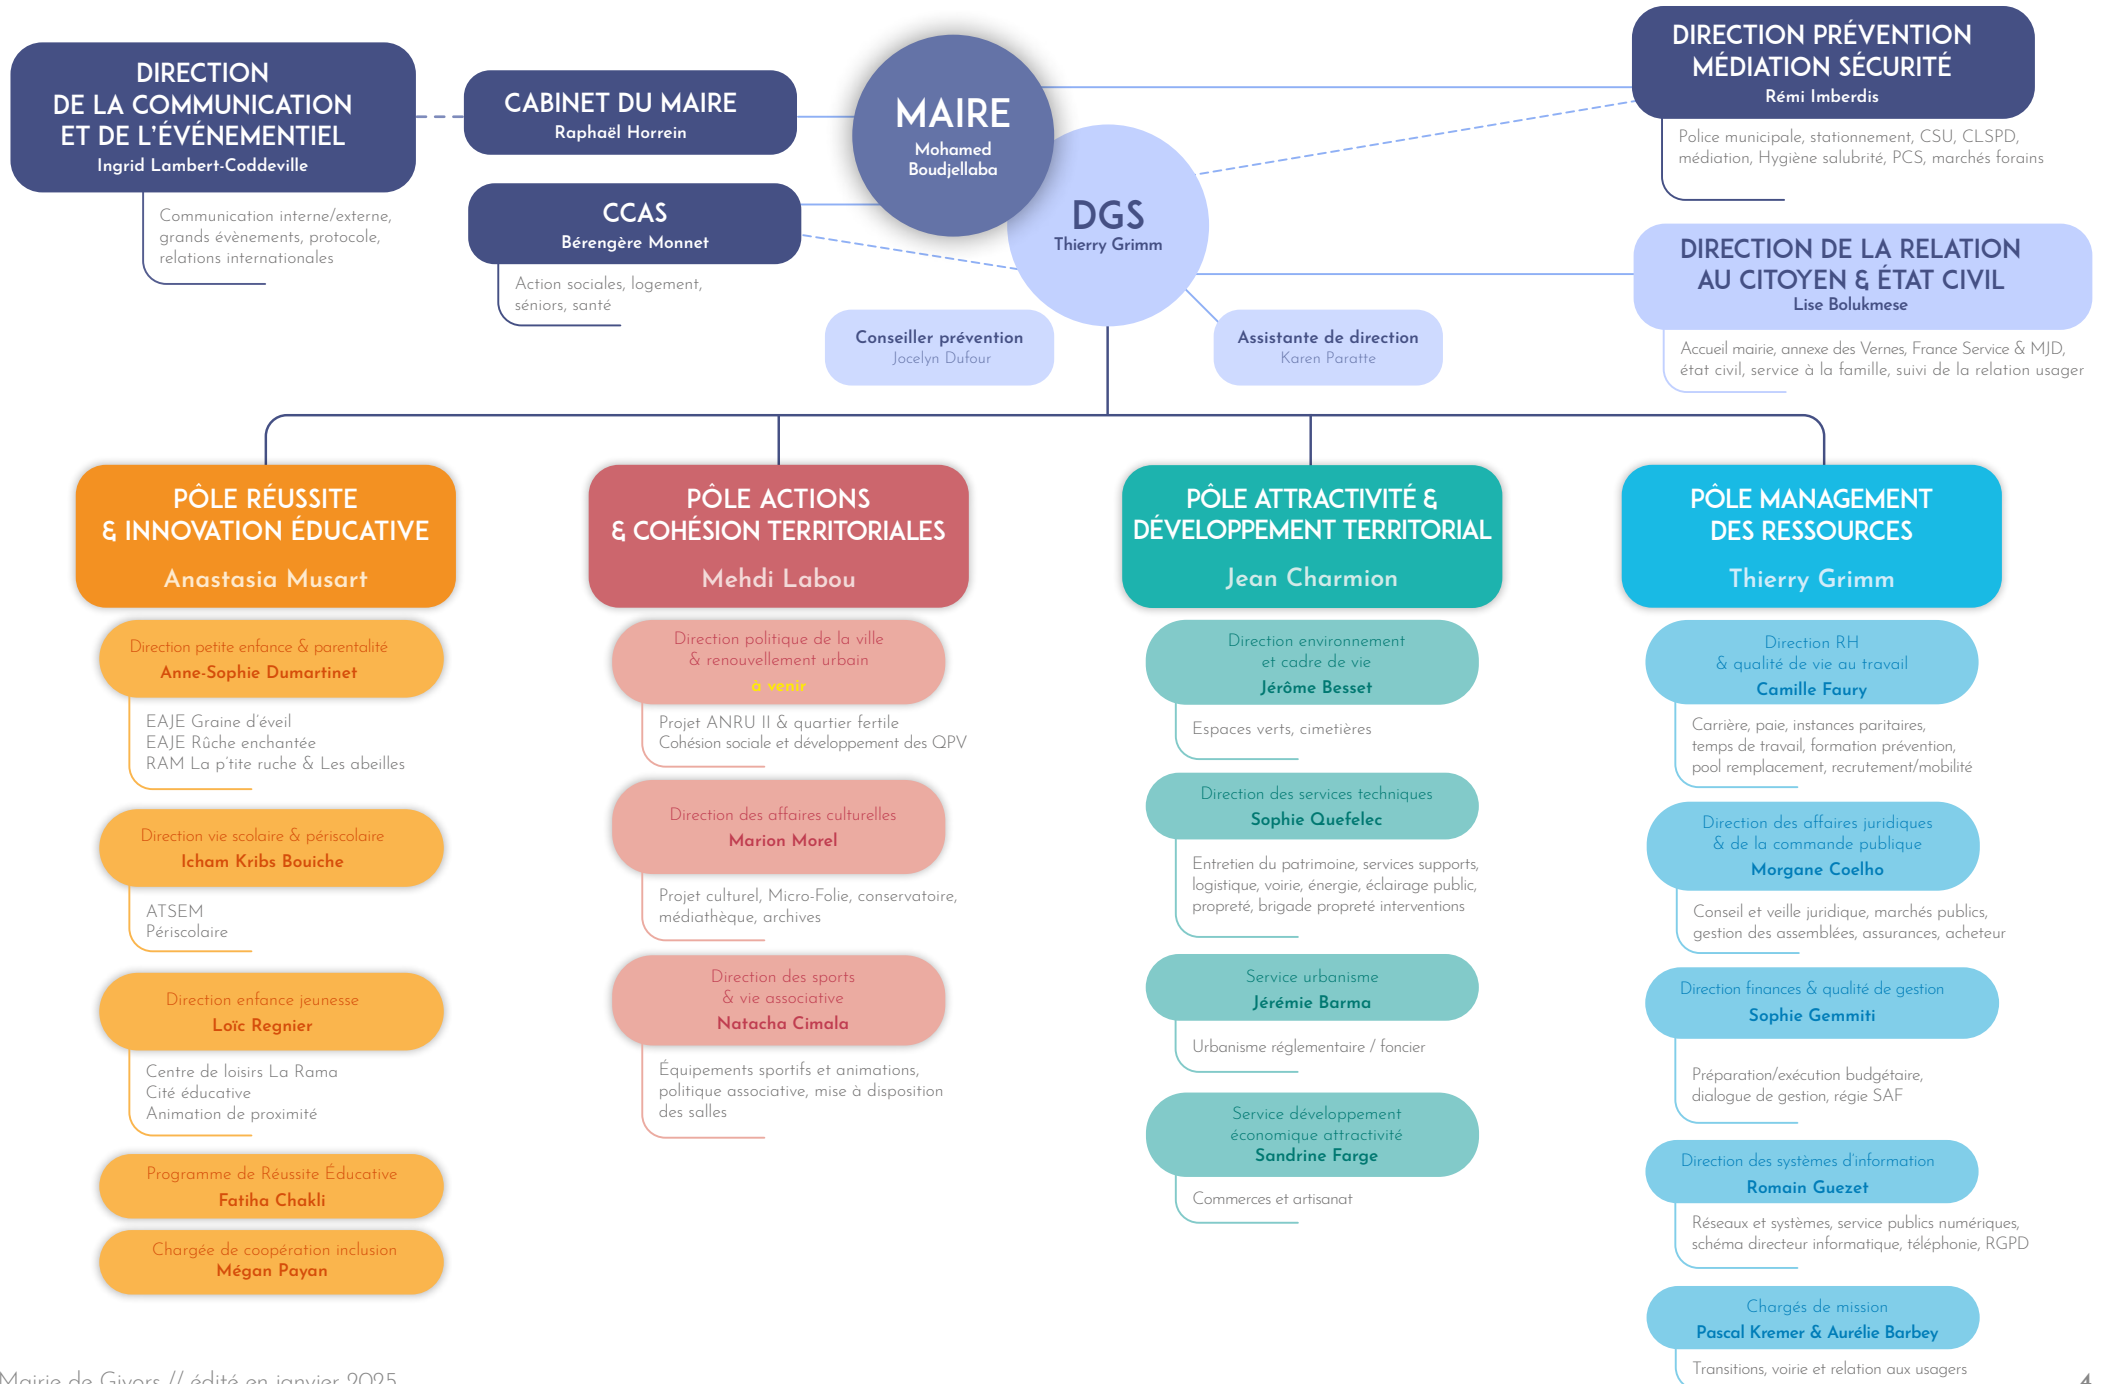 DIRECTION
DE LA COMMUNICATION
ET DE L'ÉVÉNEMENTIEL
Ingrid Lambert-Coddeville
Communication interne/externe,
grands évènements, protocole,
relations internationales
CABINET DU MAIRE
Raphaël Horrein
CCAS
Bérengère Monnet
Action sociales, logement,
séniors, santé
MAIRE
Mohamed
Boudjellaba
DGS
Thierry Grimm
Conseiller prévention
Jocelyn Dufour
Assistante de direction
Karen Paratte
DIRECTION PRÉVENTION
MÉDIATION SÉCURITÉ
Rémi Imberdis
Police municipale, stationnement, CSU, CLSPD,
médiation, Hygiène salubrité, PCS, marchés forains
DIRECTION DE LA RELATION
AU CITOYEN & ÉTAT CIVIL
Lise Bolukmese
Accueil mairie, annexe des Vernes, France Service & MJD,
état civil, service à la famille, suivi de la relation usager
PÔLE RÉUSSITE
& INNOVATION ÉDUCATIVE
Anastasia Musart
Direction petite enfance & parentalité
Anne-Sophie Dumartinet
EAJE Graine d'éveil
EAJE Rûche enchantée
RAM La p'tite ruche & Les abeilles
Direction vie scolaire & périscolaire
Icham Kribs Bouiche
ATSEM
Périscolaire
Direction enfance jeunesse
Loïc Regnier
Centre de loisirs La Rama
Cité éducative
Animation de proximité
Programme de Réussite Éducative
Fatiha Chakli
Chargée de coopération inclusion
Mégan Payan
PÔLE ACTIONS
& COHÉSION TERRITORIALES
Mehdi Labou
Direction politique de la ville
& renouvellement urbain
à venir
Projet ANRU II & quartier fertile
Cohésion sociale et développement des QPV
Direction des affaires culturelles
Marion Morel
Projet culturel, Micro-Folie, conservatoire,
médiathèque, archives
Direction des sports
& vie associative
Natacha Cimala
Équipements sportifs et animations,
politique associative, mise à disposition
des salles
PÔLE ATTRACTIVITÉ &
DÉVELOPPEMENT TERRITORIAL
Jean Charmion
Direction environnement
et cadre de vie
Jérôme Besset
Espaces verts, cimetières
Direction des services techniques
Sophie Quefelec
Entretien du patrimoine, services supports,
logistique, voirie, énergie, éclairage public,
propreté, brigade propreté interventions
Service urbanisme
Jérémie Barma
Urbanisme réglementaire / foncier
Service développement
économique attractivité
Sandrine Farge
Commerces et artisanat
PÔLE MANAGEMENT
DES RESSOURCES
Thierry Grimm
Direction RH
& qualité de vie au travail
Camille Faury
Carrière, paie, instances paritaires,
temps de travail, formation prévention,
pool remplacement, recrutement/mobilité
Direction des affaires juridiques
& de la commande publique
Morgane Coelho
Conseil et veille juridique, marchés publics,
gestion des assemblées, assurances, acheteur
Direction finances & qualité de gestion
Sophie Gemmiti
Préparation/exécution budgétaire,
dialogue de gestion, régie SAF
Direction des systèmes d'information
Romain Guezet
Réseaux et systèmes, service publics numériques,
schéma directeur informatique, téléphonie, RGPD
Chargés de mission
Pascal Kremer & Aurélie Barbey
Transitions, voirie et relation aux usagers
Mairie de Givors // édité en janvier 2025
4